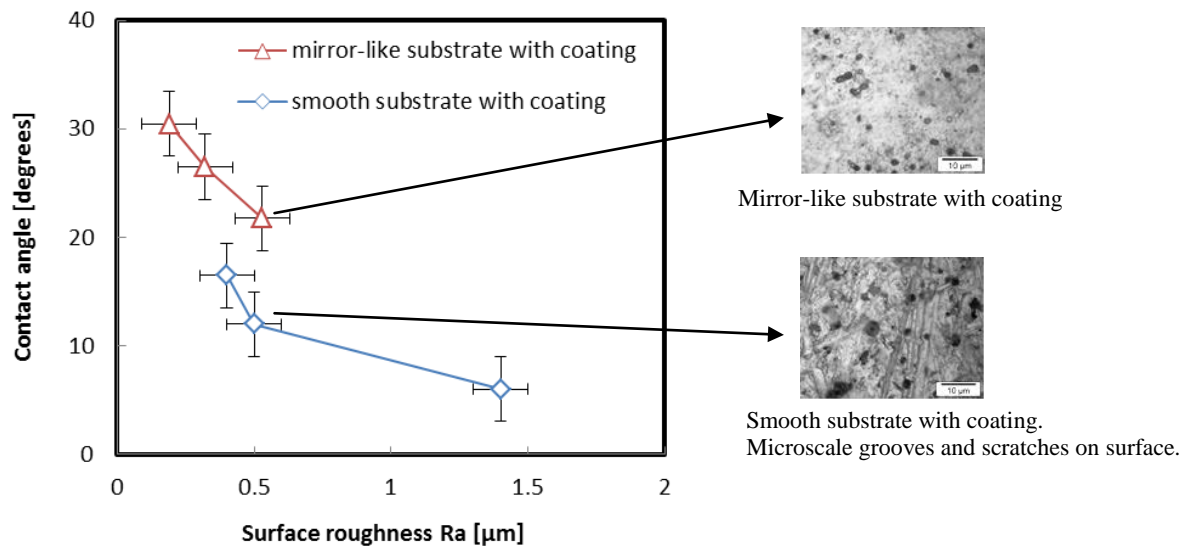 40
30
20
10
0
0
0.5
1
1.5
2
Contact angle [degrees]
Surface roughness Ra [µm]
mirror-like substrate with coating
smooth substrate with coating
10 µm
Mirror-like substrate with coating
10 µm
Smooth substrate with coating.
Microscale grooves and scratches on surface.